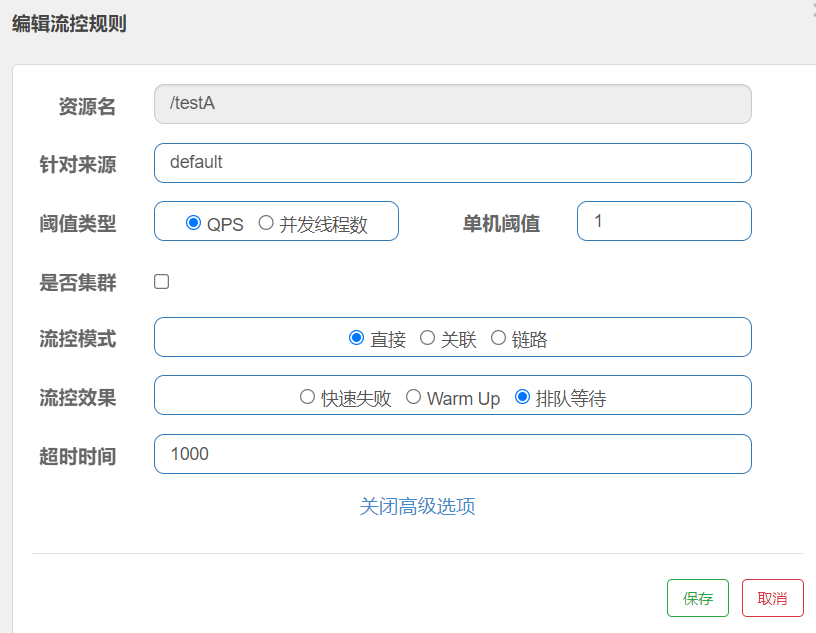 编辑流控规则
资源名 /testA
针对来源 default
阈值类型 QPS 并发线程数 单机阈值 1
是否集群
流控模式 直接 关联 链路
流控效果 快速失败 Warm Up 排队等待
超时时间 1000
关闭高级选项
保存 取消